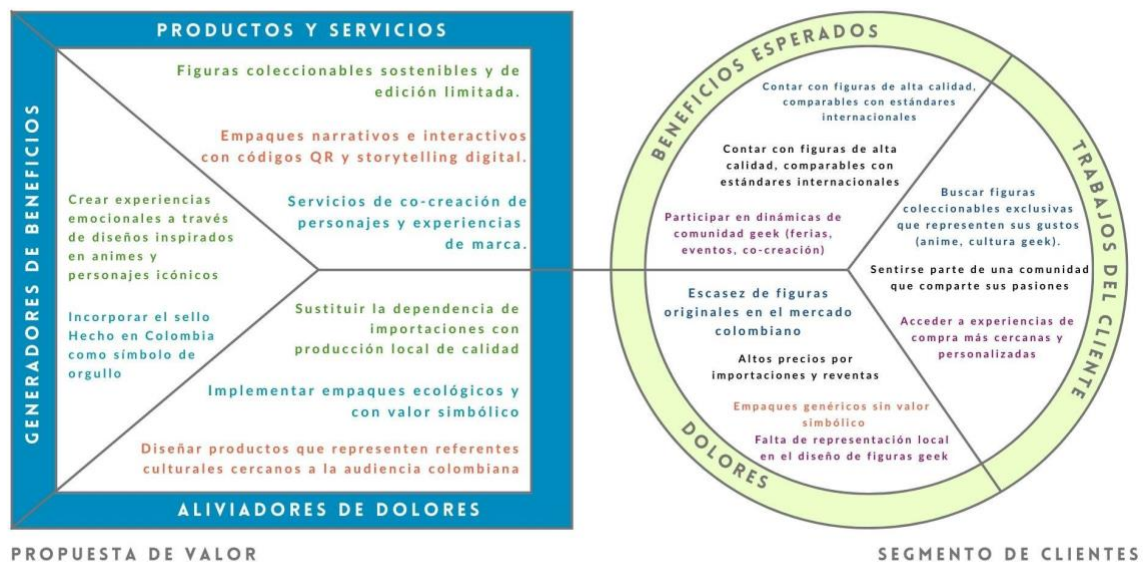 PRODUCTOS Y SERVICIOS
Figuras coleccionables sostenibles y de
edición limitada.
Empaques narrativos e interactivos
con códigos QR y storytelling digital.
Servicios de co-creación de
personajes y experiencias
de marca.
GENERADORES DE BENEFICIOS
Crear experiencias
emocionales a través
de diseños inspirados
en animes y
personajes icónicos
Incorporar el sello
Hecho en Colombia
como símbolo de
orgullo
Sustituir la dependencia de
importaciones con
producción local de calidad
Implementar empaques ecológicos y
con valor simbólico
Diseñar productos que representen referentes
culturales cercanos a la audiencia colombiana
ALIVIADORES DE DOLORES
PROPUESTA DE VALOR
BENEFICIOS ESPERADOS
Contar con figuras de alta calidad,
comparables con estándares
internacionales
Contar con figuras de alta
calidad, comparables con
estándares internacionales
Participar en dinámicas de
comunidad geek (ferias,
eventos, co-creación)
TRABAJOS DEL CLIENTE
Buscar figuras
coleccionables exclusivas
que representen sus gustos
(anime, cultura geek).
Sentirse parte de una comunidad
que comparte sus pasiones
Acceder a experiencias de
compra más cercanas y
personalizadas
Escasez de figuras
originales en el mercado
colombiano
Altos precios por
importaciones y reventas
Empaques genéricos sin valor
simbólico
Falta de representación local
en el diseño de figuras geek
DOLORES
SEGMENTO DE CLIENTES